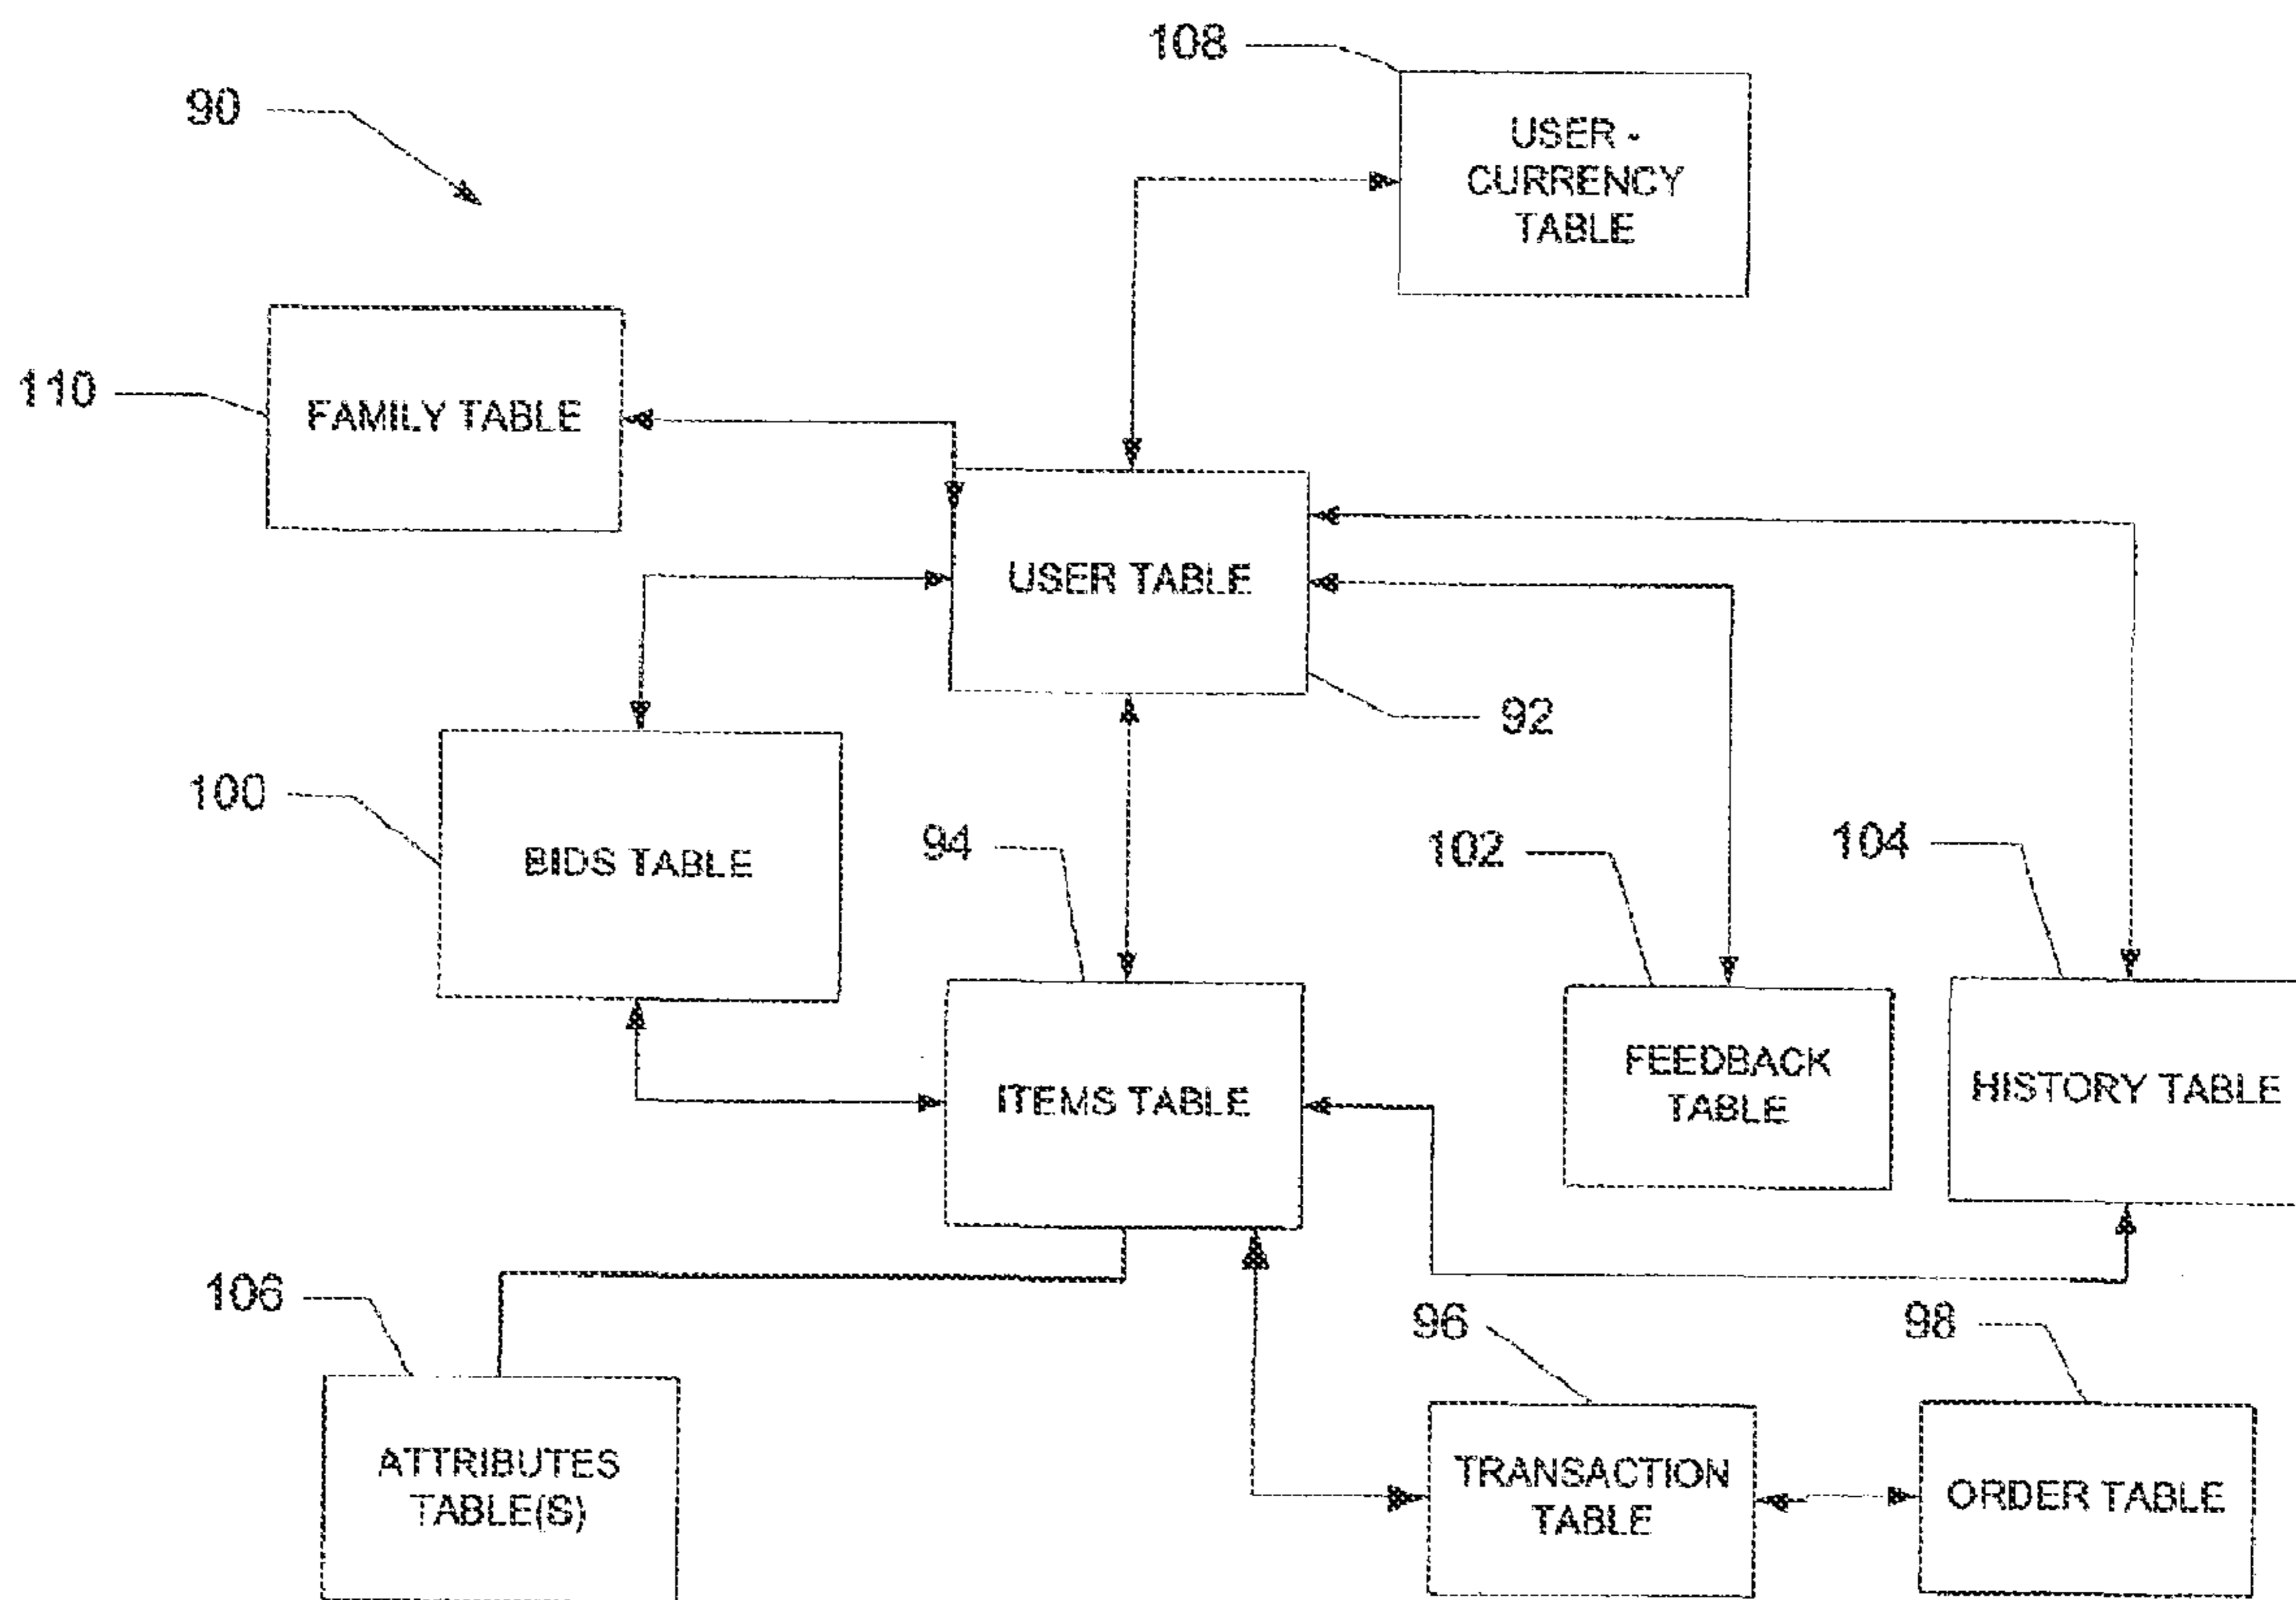 108
90
USER -
CURRENCY
TABLE
110
FAMILY TABLE
USER TABLE
92
100
BIDS TABLE
94
102
104
ITEMS TABLE
FEEDBACK
TABLE
HISTORY TABLE
106
96
98
ATTRIBUTES
TABLE(S)
TRANSACTION
TABLE
ORDER TABLE